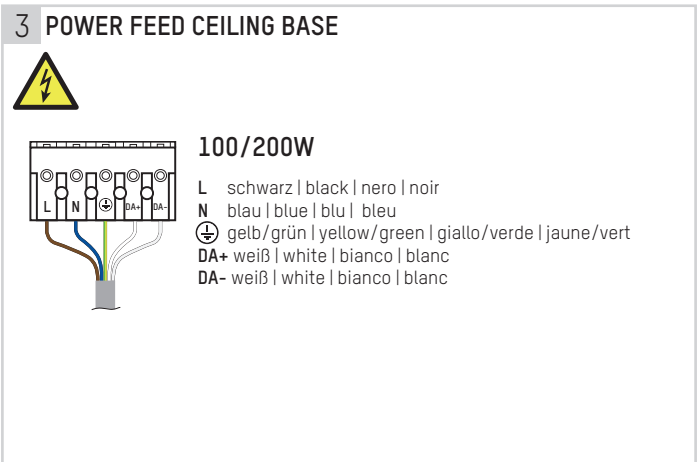 3 POWER FEED CEILING BASE
100/200W
L N DA+ DA-
L schwarz | black | nero | noir
N blau | blue | blu | bleu
gelb/grün | yellow/green | giallo/verde | jaune/vert
DA+ weiß | white | bianco | blanc
DA- weiß | white | bianco | blanc